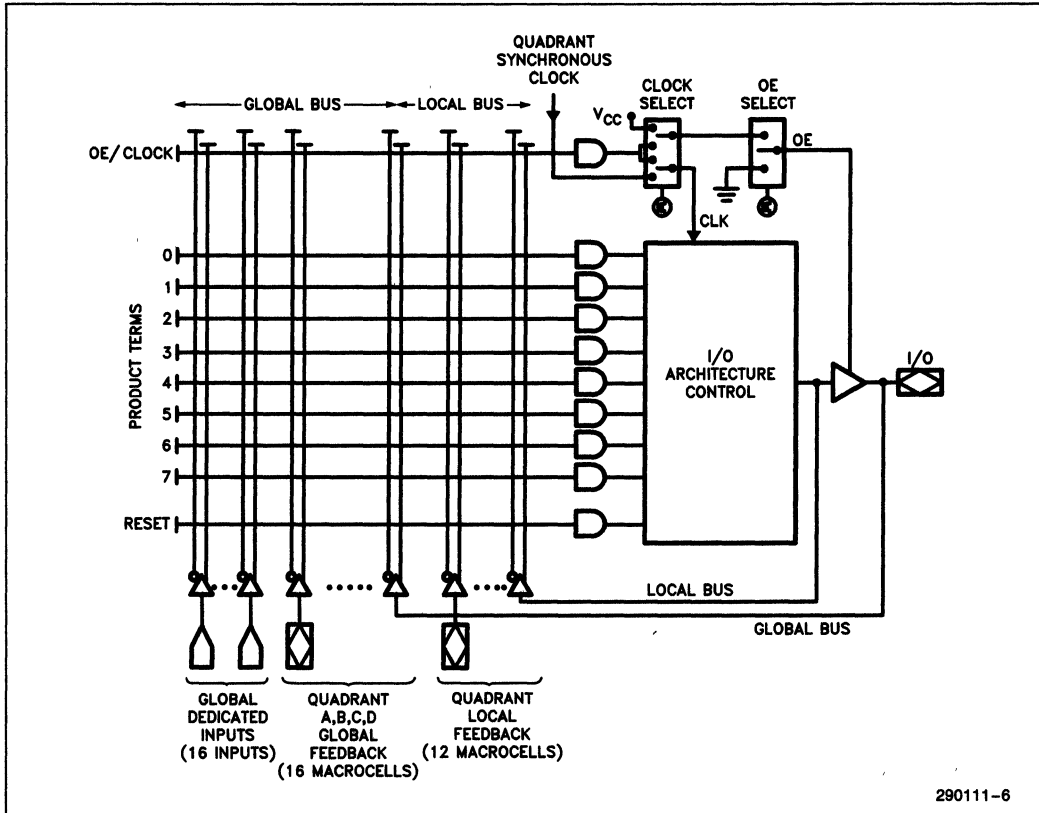 QUADRANT
SYNCHRONOUS
CLOCK
CLOCK
SELECT
OE
SELECT
GLOBAL BUS
LOCAL BUS
VCC
OE/CLOCK
OE
CLK
PRODUCT TERMS
0
1
2
3
4
5
6
7
RESET
I/O
ARCHITECTURE
CONTROL
I/O
LOCAL BUS
GLOBAL BUS
GLOBAL
DEDICATED
INPUTS
(16 INPUTS)
QUADRANT
A,B,C,D
GLOBAL
FEEDBACK
(16 MACROCELLS)
QUADRANT
LOCAL
FEEDBACK
(12 MACROCELLS)
290111-6